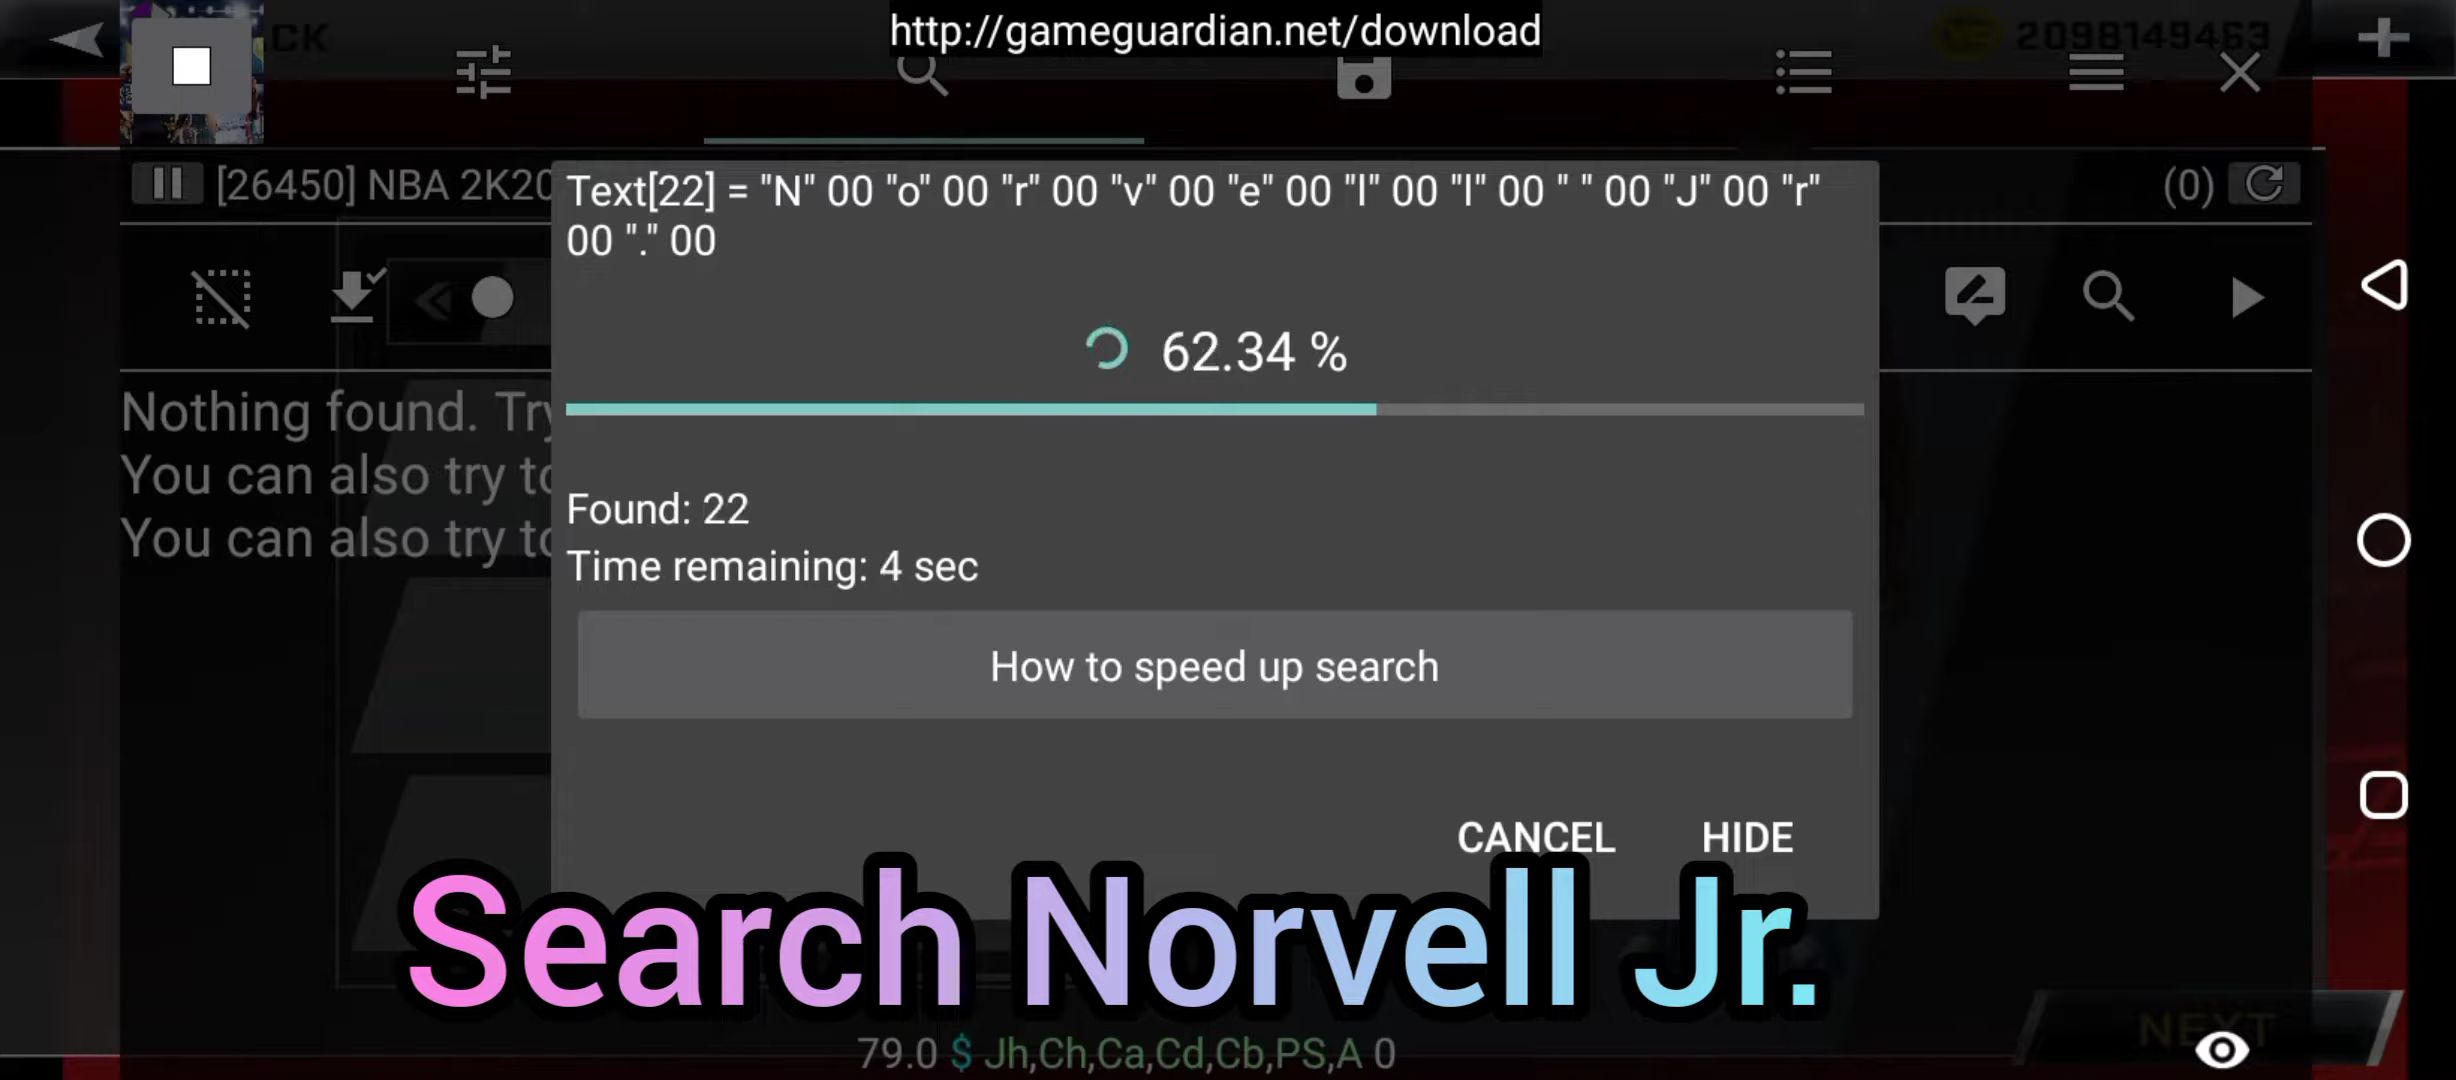 http://gameguardian.net/download
CK
2098149463
[26450] NBA 2K20
(0)
Text[22] = "N" 00 "o" 00 "r" 00 "v" 00 "e" 00 "l" 00 "l" 00 " " 00 "J" 00 "r"
00 "." 00
62.34 %
Nothing found. Try
You can also try to
You can also try to
Found: 22
Time remaining: 4 sec
How to speed up search
CANCEL
HIDE
Search Norvell Jr.
NEXT
79.0 $ Jh,Ch,Ca,Cd,Cb,PS,A 0